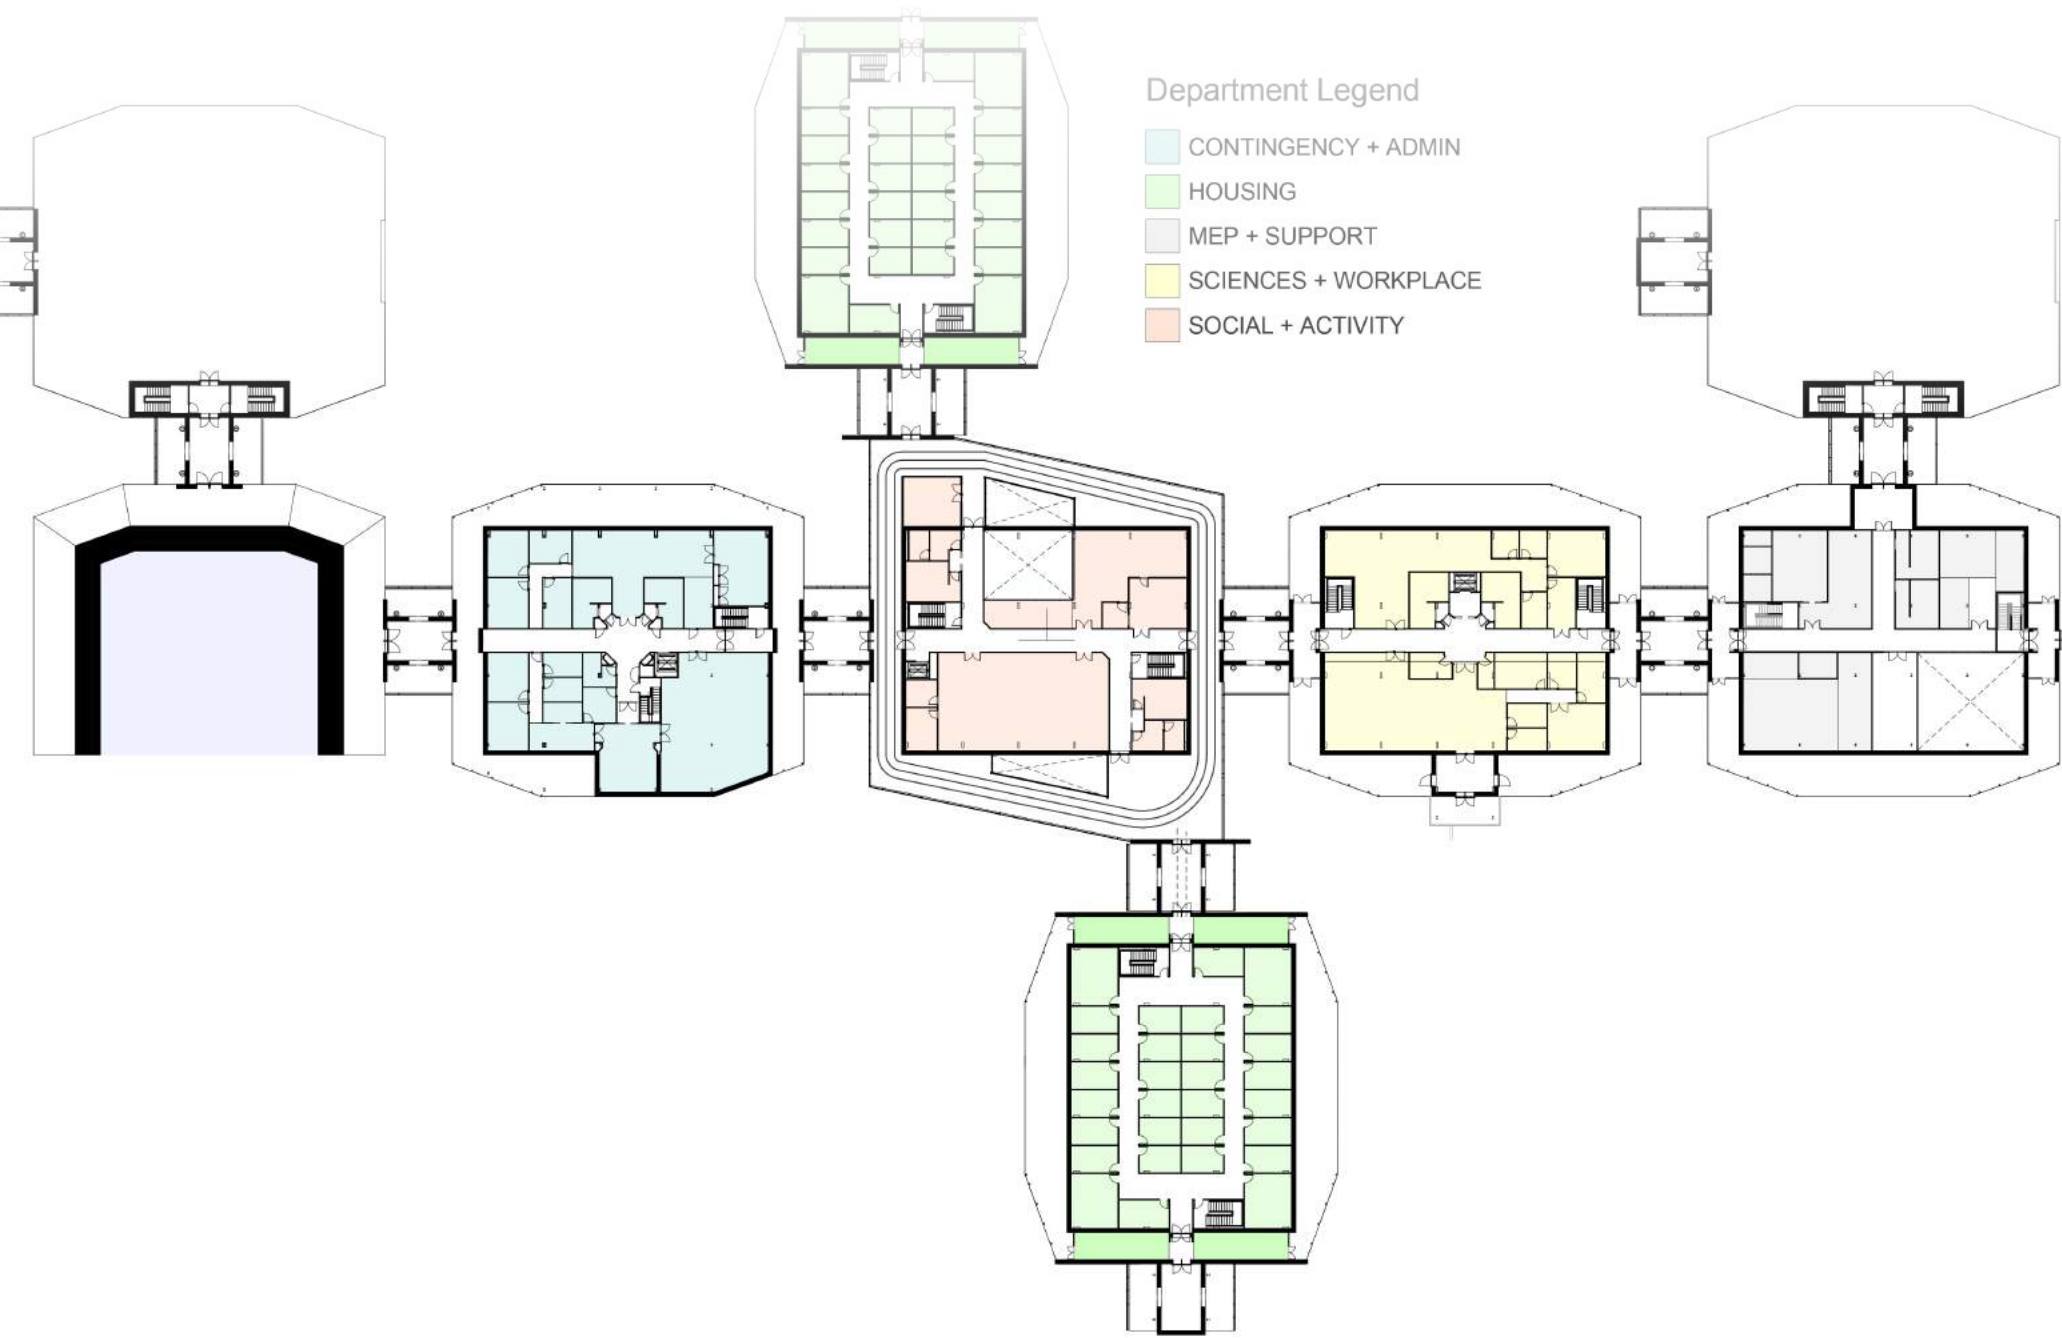 Department Legend
CONTINGENCY + ADMIN
HOUSING
MEP + SUPPORT
SCIENCES + WORKPLACE
SOCIAL + ACTIVITY